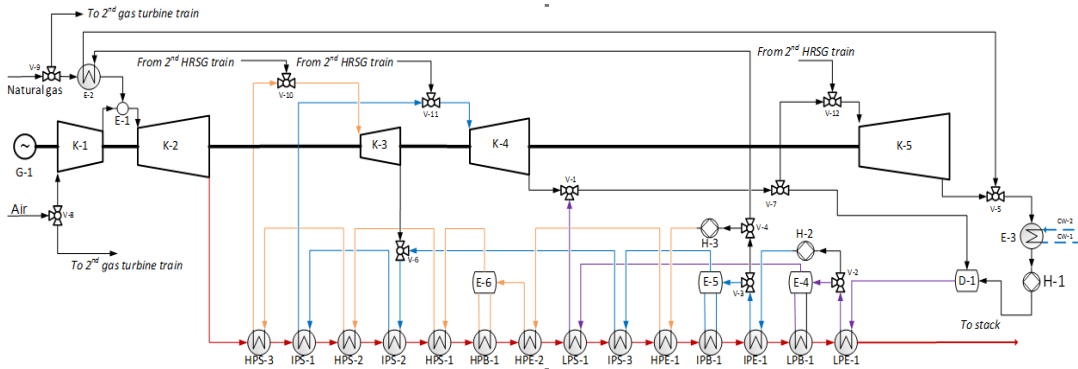 To 2nd gas turbine train
From 2nd HRSG train
From 2nd HRSG train
From 2nd HRSG train
V-9
Natural gas
E-2
V-10
V-11
V-12
E-1
K-1
K-2
K-3
K-4
K-5
G-1
V-1
V-7
V-5
Air
V-8
V-6
H-3
V-4
H-2
E-3
CW-2
CW-1
To 2nd gas turbine train
E-6
E-5
V-3
E-4
V-2
D-1
H-1
To stack
HPS-3
IPS-1
HPS-2
IPS-2
HPS-1
HPB-1
HPE-2
LPS-1
IPS-3
HPE-1
IPB-1
IPE-1
LPB-1
LPE-1